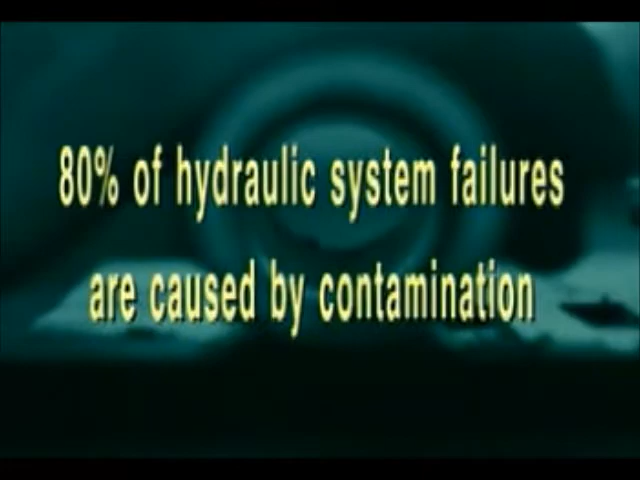 80% of hydraulic system failures
are caused by contamination